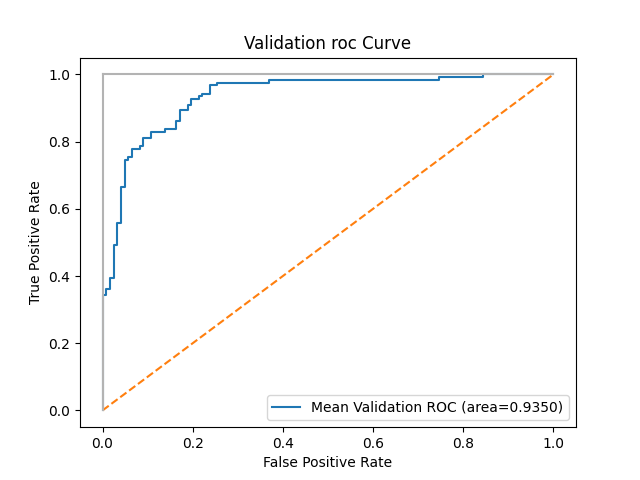 Validation roc Curve
True Positive Rate
1.0
0.8
0.6
0.4
0.2
0.0
Mean Validation ROC (area=0.9350)
0.0 0.2 0.4 0.6 0.8 1.0
False Positive Rate